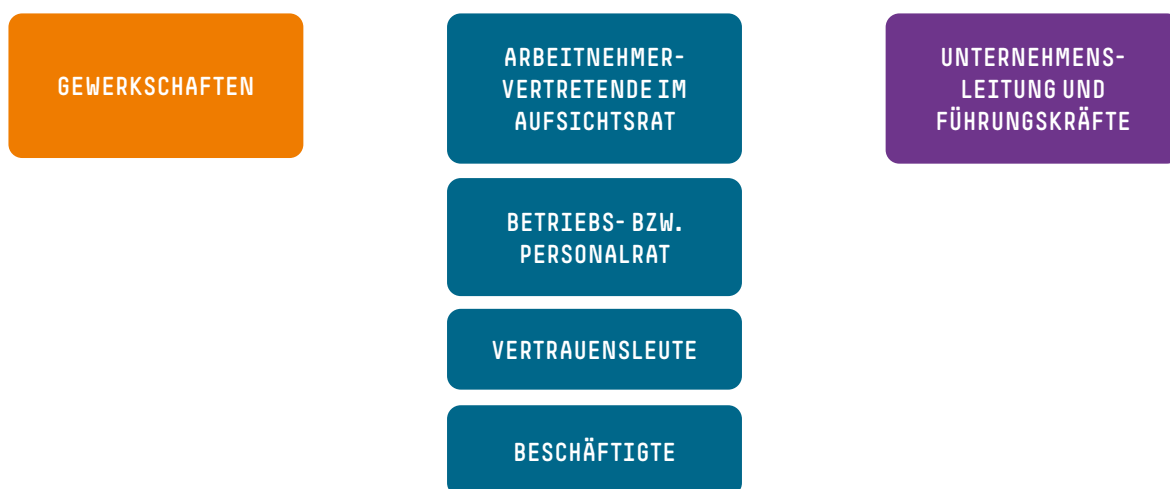 GEWERKSCHAFTEN
ARBEITNEHMER-
VERTRETENDE IM
AUFSICHTSRAT
UNTERNEHMENS-
LEITUNG UND
FÜHRUNGSKRÄFTE
BETRIEBS- BZW.
PERSONALRAT
VERTRAUENSLEUTE
BESCHÄFTIGTE